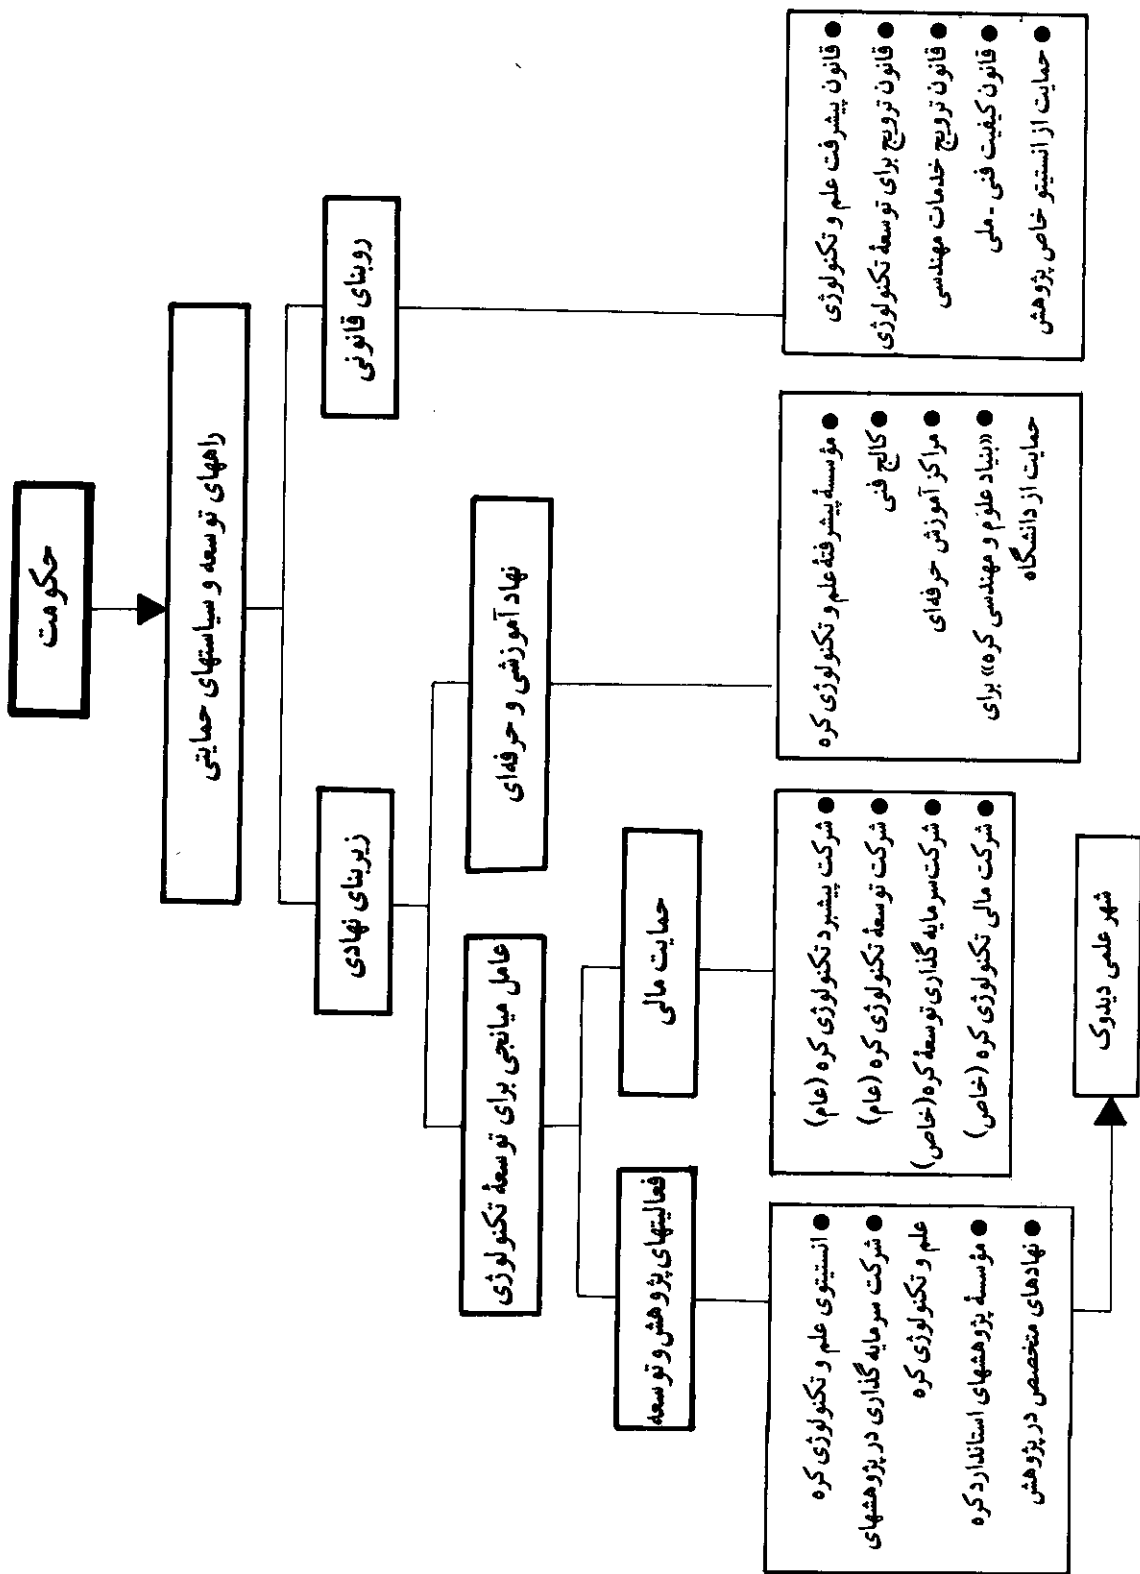 حکومت
راههای توسعه و سیاستهای حمایتی
روبنای قانونی
زیربنای نهادی
نهاد آموزشی و حرفه‌ای
عامل میانجی برای توسعهٔ تکنولوژی
حمایت مالی
فعالیتهای پژوهش و توسعه
● قانون پیشرفت علم و تکنولوژی
● قانون ترویج برای توسعهٔ تکنولوژی
● قانون ترویج خدمات مهندسی
● قانون کیفیت فنی - ملی
● حمایت از انستیتو خاص پژوهش
● مؤسسهٔ پیشرفتهٔ علم و تکنولوژی کره
● کالج فنی
● مراکز آموزش حرفه‌ای
● «بنیاد علوم و مهندسی کره» برای
حمایت از دانشگاه
● شرکت پیشبرد تکنولوژی کره (عام)
● شرکت توسعهٔ تکنولوژی کره (عام)
● شرکت سرمایه گذاری توسعهٔ کره (خاص)
● شرکت مالی تکنولوژی کره (خاص)
● انستیتوی علم و تکنولوژی کره
● شرکت سرمایه گذاری در پژوهشهای
علم و تکنولوژی کره
● مؤسسهٔ پژوهشهای استاندارد کره
● نهادهای متخصص در پژوهش
شهر علمی دیدوک